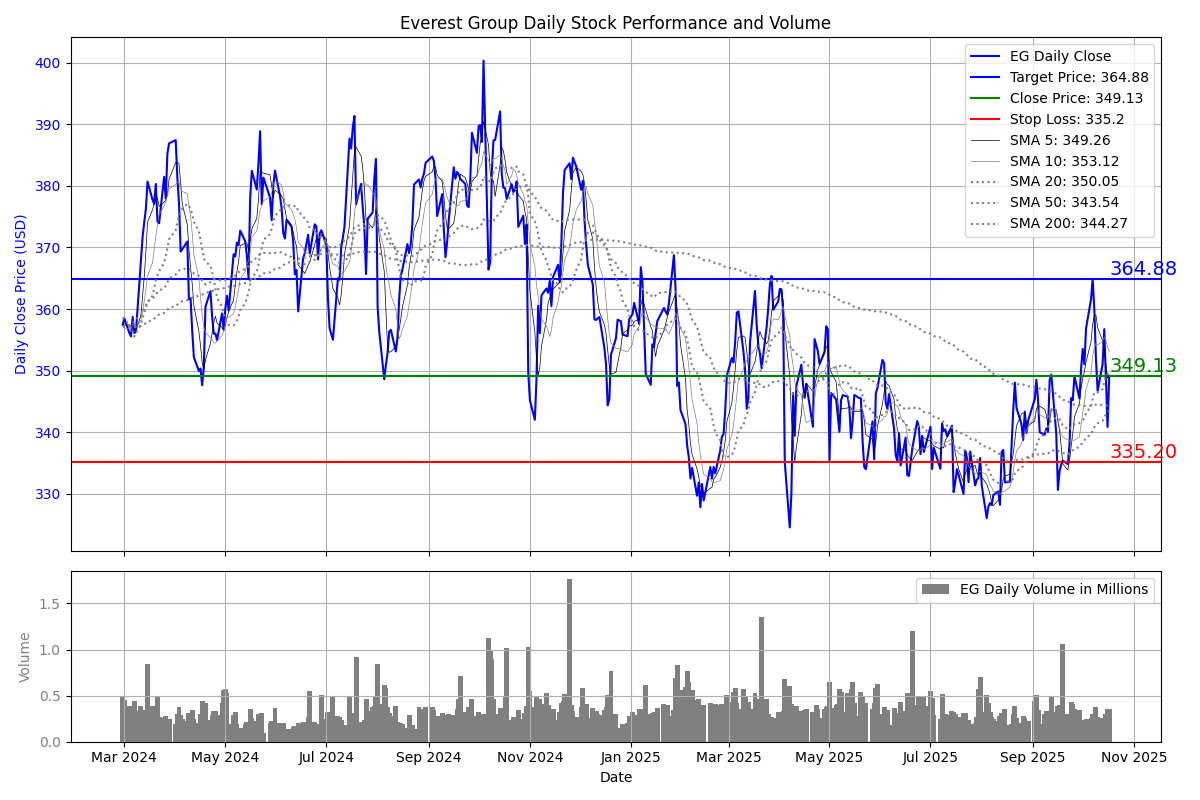 Everest Group Daily Stock Performance and Volume
EG Daily Close
Target Price: 364.88
Close Price: 349.13
Stop Loss: 335.2
SMA 5: 349.26
SMA 10: 353.12
SMA 20: 350.05
SMA 50: 343.54
SMA 200: 344.27
Daily Close Price (USD)
400
390
380
370
360
350
340
330
364.88
349.13
335.20
EG Daily Volume in Millions
Volume
1.5
1.0
0.5
0.0
Mar 2024 May 2024 Jul 2024 Sep 2024 Nov 2024 Jan 2025 Mar 2025 May 2025 Jul 2025 Sep 2025 Nov 2025
Date